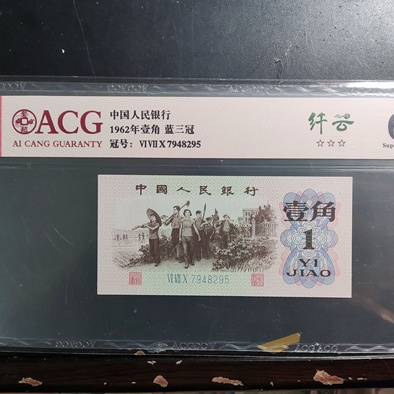 ACG
AI CANG GUARANTY
中国人民银行
1962年壹角 蓝三冠
冠号: VI VII X 7948295
纤云
☆☆☆
Sup
中國人民銀行
壹角
1
YI
JIAO
VI VII X 7948295